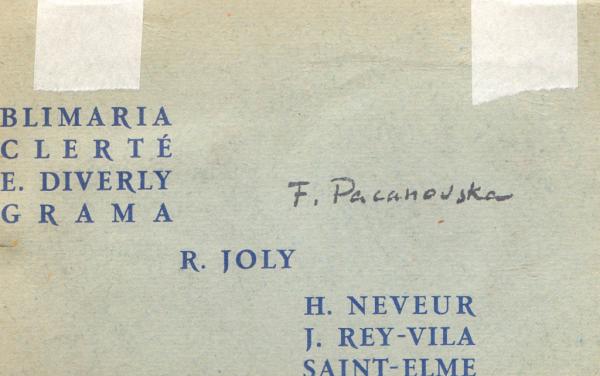 BLIMARIA
CLERTÉ
E. DIVERLY
F. Pacanovska
GRAMA
R. JOLY
H. NEVEUR
J. REY-VILA
SAINT-ELME